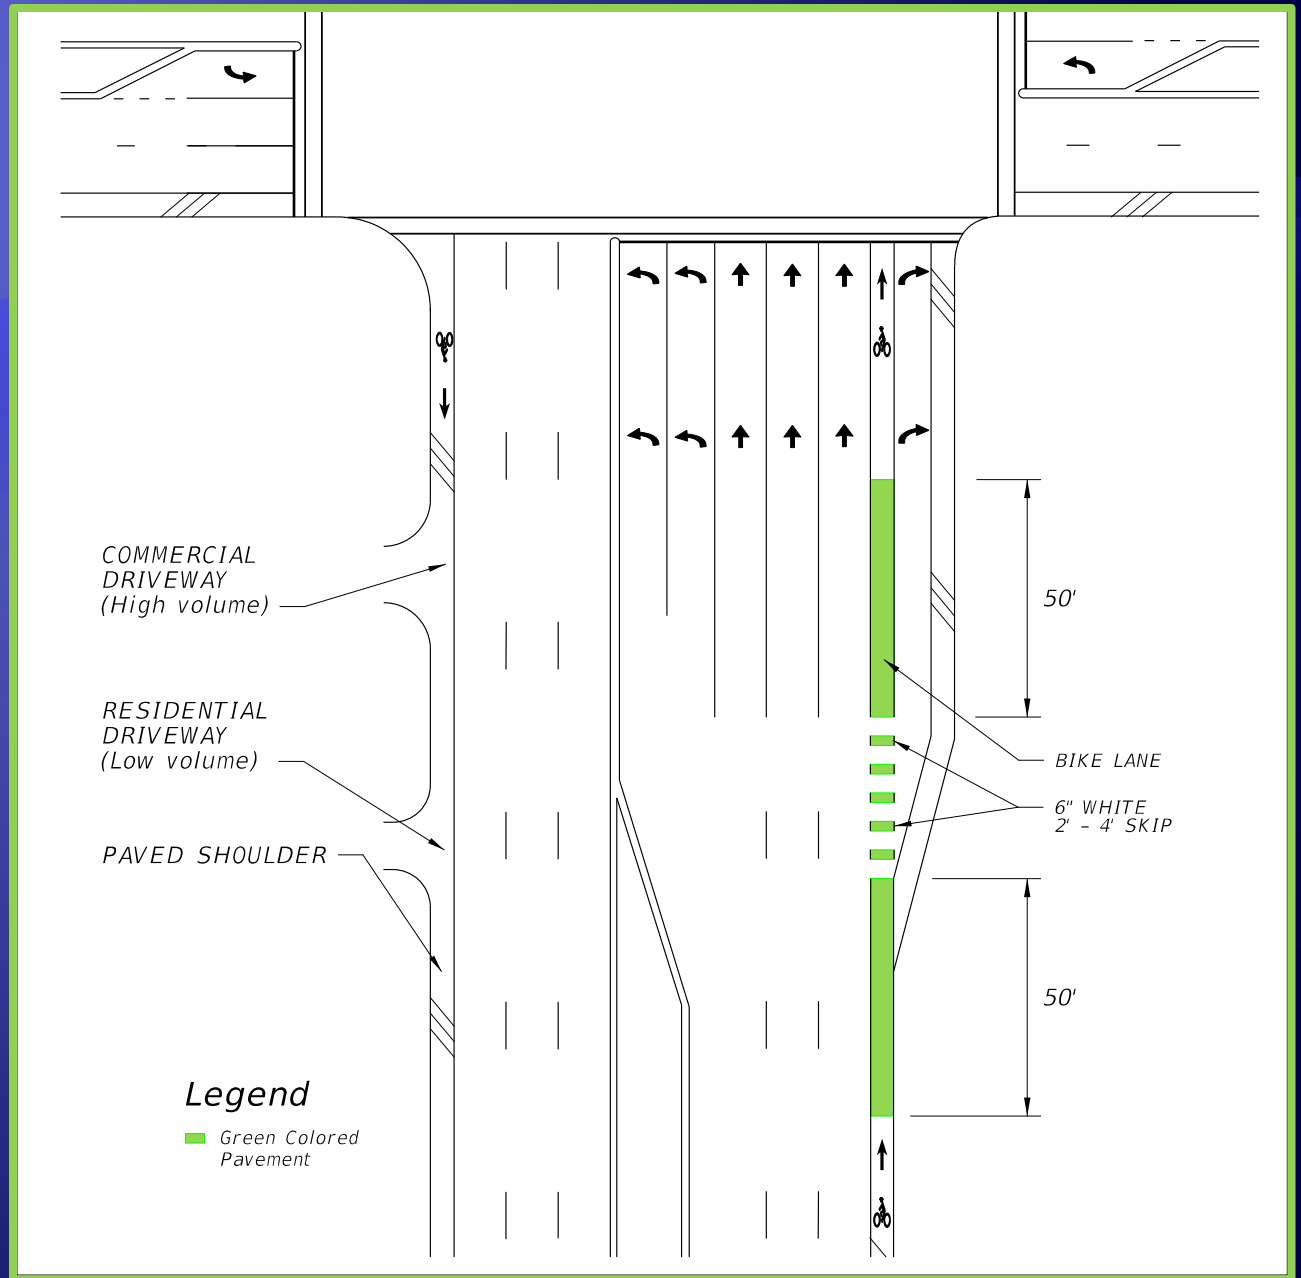 COMMERCIAL
DRIVEWAY
(High volume)
50'
RESIDENTIAL
DRIVEWAY
(Low volume)
BIKE LANE
6" WHITE
2' - 4' SKIP
PAVED SHOULDER
50'
Legend
Green Colored
Pavement